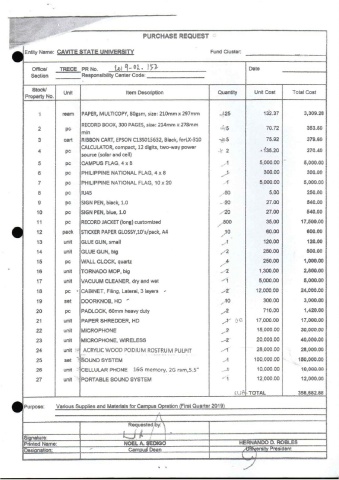 PURCHASE REQUEST
Entity Name: CAVITE STATE UNIVERSITY Fund Cluster:
Office/ Section TRECE PR No. 9-02-152 Date
Responsibility Center Code:
Stock/ Property No. Unit Item Description Quantity Unit Cost Total Cost
1 ream PAPER, MULTICOPY, 80gsm, size: 210mm x 297mm 25 132.37 3,309.25
2 pc RECORD BOOK, 300 PAGES, size: 214mm x 278mm min 5 70.72 353.60
3 cart RIBBON CART, EPSON C13S015632, Black, for LX-310 5 75.92 379.60
4 pc CALCULATOR, compact, 12 digits, two-way power source (solar and cell) 2 135.20 270.40
5 pc CAMPUS FLAG, 4 x 8 1 5,000.00 5,000.00
6 pc PHILIPPINE NATIONAL FLAG, 4 x 8 1 300.00 300.00
7 pc PHILIPPINE NATIONAL FLAG, 10 x 20 1 5,000.00 5,000.00
8 pc RJ45 50 5.00 250.00
9 pc SIGN PEN, black, 1.0 20 27.00 540.00
10 pc SIGN PEN, blue, 1.0 20 27.00 540.00
11 pc RECORD JACKET (long) customized 500 35.00 17,500.00
12 pack STICKER PAPER GLOSSY,10's/pack, A4 10 60.00 600.00
13 unit GLUE GUN, small 1 120.00 120.00
14 unit GLUE GUN, big 2 250.00 500.00
15 pc WALL CLOCK, quartz 4 250.00 1,000.00
16 unit TORNADO MOP, big 2 1,300.00 2,600.00
17 unit VACUUM CLEANER, dry and wet 1 5,000.00 5,000.00
18 pc CABINET, Filing, Lateral, 3 layers 2 12,000.00 24,000.00
19 set DOORKNOB, HD 10 300.00 3,000.00
20 pc PADLOCK, 60mm heavy duty 2 710.00 1,420.00
21 unit PAPER SHREDDER, HD 1 17,000.00 17,000.00
22 unit MICROPHONE 2 15,000.00 30,000.00
23 unit MICROPHONE, WIRELESS 2 20,000.00 40,000.00
24 unit ACRYLIC WOOD PODIUM ROSTRUM PULPIT 1 28,000.00 28,000.00
25 set SOUND SYSTEM 1 150,000.00 150,000.00
26 unit CELLULAR PHONE 16G memory, 2G ram,5.5" 1 10,000.00 10,000.00
27 unit PORTABLE SOUND SYSTEM 1 12,000.00 12,000.00
TOTAL
Purpose: Various Supplies and Materials for Campus Opration (First Quarter 2019)
Requested by:
Signature:
Printed Name: NOEL A. SEDIGO HERNANDO D. ROBLES
Designation: Campus Dean University President